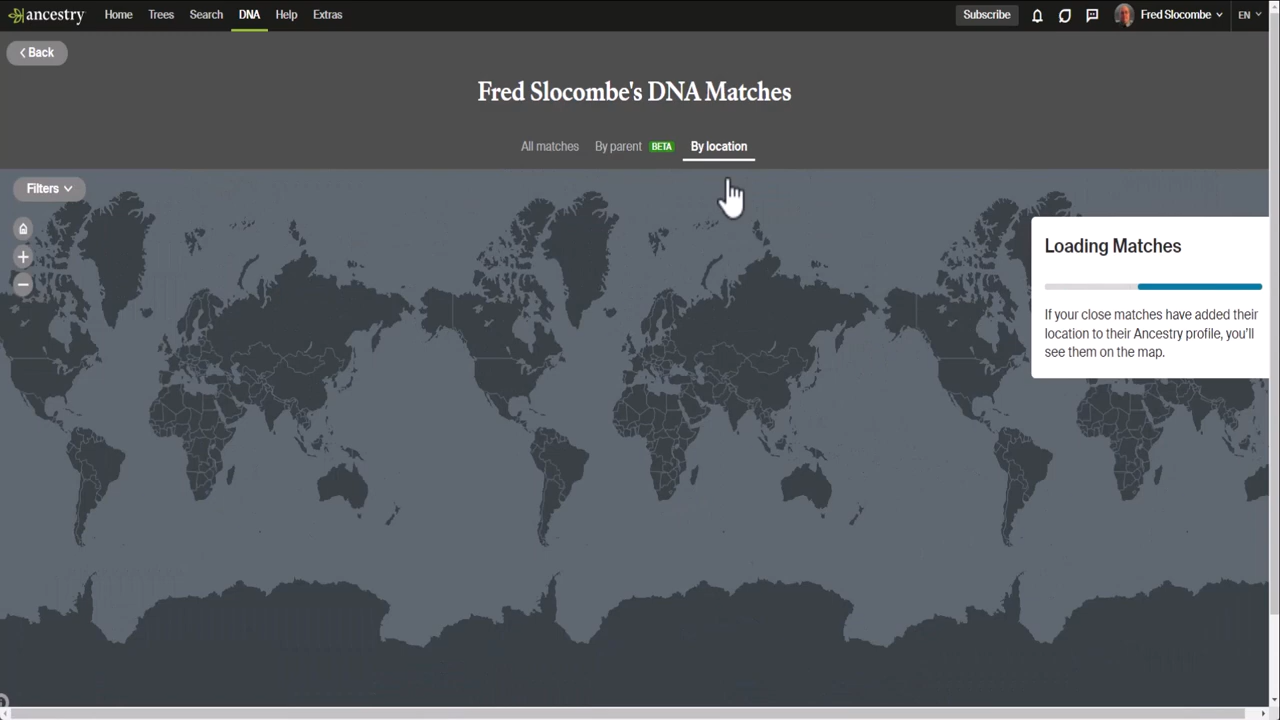 ancestry Home Trees Search DNA Help Extras Subscribe Fred Slocombe EN
Back
Fred Slocombe's DNA Matches
All matches By parent BETA By location
Filters
Loading Matches
If your close matches have added their
location to their Ancestry profile, you'll
see them on the map.